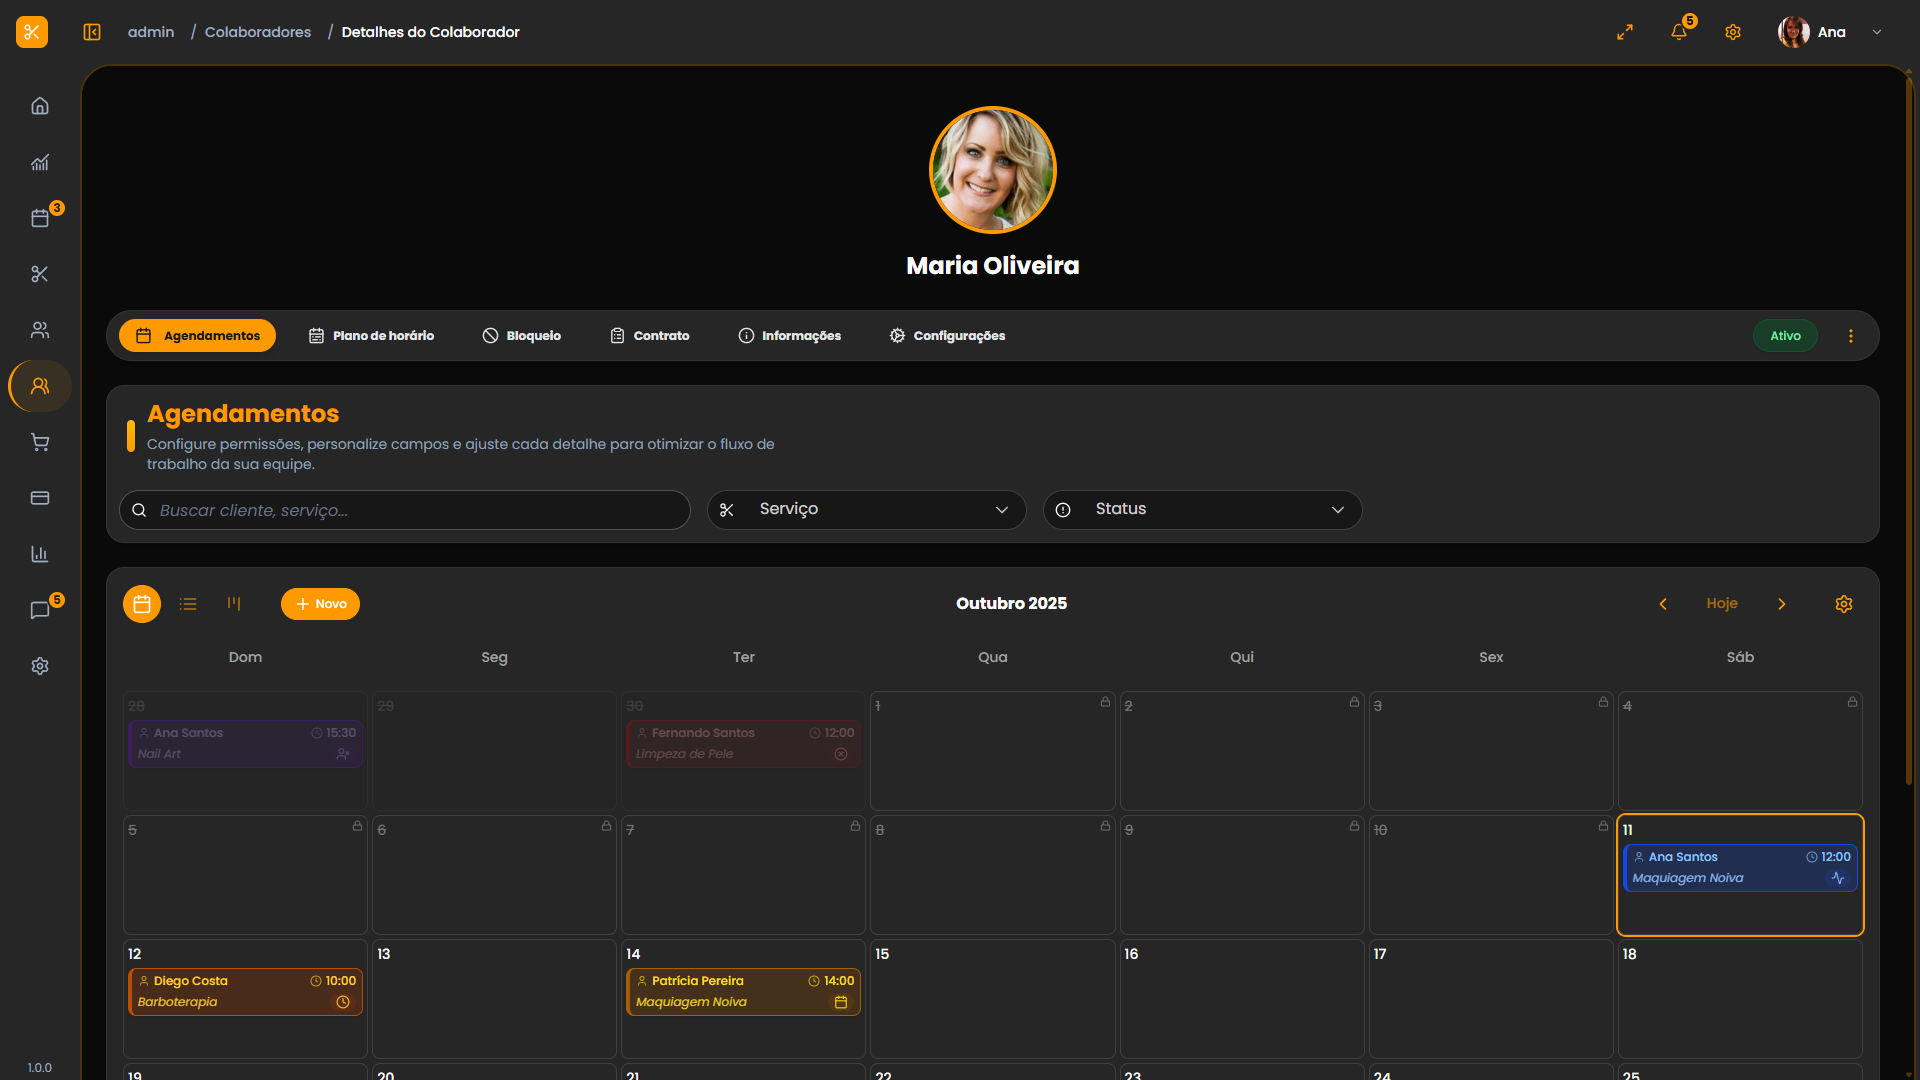 admin / Colaboradores / Detalhes do Colaborador
5
Ana
3
5
1.0.0
Maria Oliveira
Agendamentos
Plano de horário
Bloqueio
Contrato
Informações
Configurações
Ativo
Agendamentos
Configure permissões, personalize campos e ajuste cada detalhe para otimizar o fluxo de
trabalho da sua equipe.
Buscar cliente, serviço...
Serviço
Status
Novo
Outubro 2025
Hoje
Dom Seg Ter Qua Qui Sex Sáb
28 29 30 1 2 3 4
Ana Santos 15:30
Nail Art
Fernando Santos 12:00
Limpeza de Pele
5 6 7 8 9 10 11
Ana Santos 12:00
Maquiagem Noiva
12 13 14 15 16 17 18
Diego Costa 10:00
Barboterapia
Patrícia Pereira 14:00
Maquiagem Noiva
19 20 21 22 23 24 25